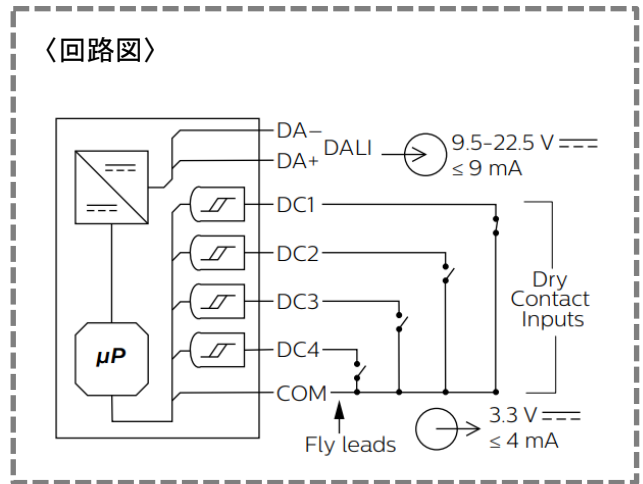 〈回路図〉
DA−
DA+
DALI
9.5–22.5 V
≤ 9 mA
DC1
DC2
DC3
DC4
COM
Dry
Contact
Inputs
µP
Fly leads
3.3 V
≤ 4 mA